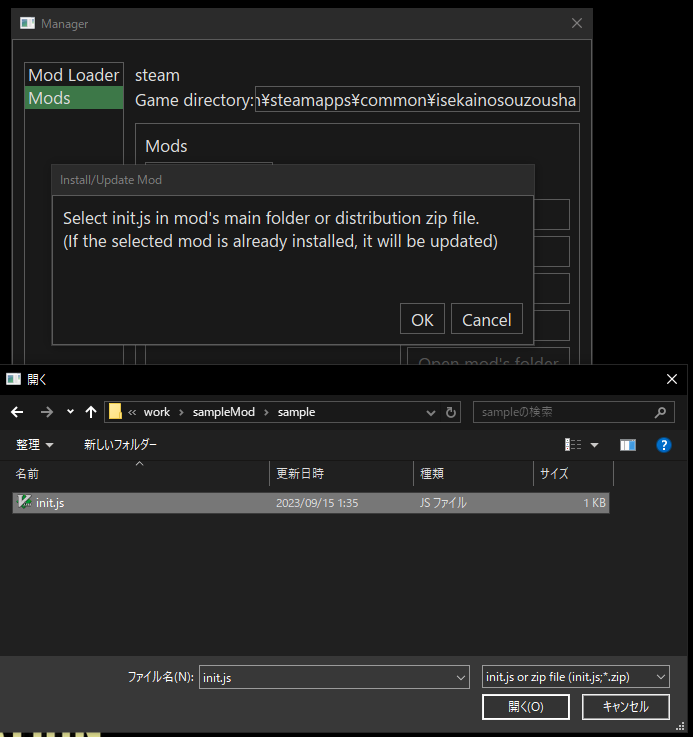 Manager
Mod Loader
Mods
steam
Game directory:
n¥steamapps¥common¥isekainosouzousha
Mods
Install/Update Mod
Select init.js in mod's main folder or distribution zip file.
(If the selected mod is already installed, it will be updated)
OK
Cancel
Open mod's folder
開く
« work › sampleMod › sample
sampleの検索
整理
新しいフォルダー
名前
更新日時
種類
サイズ
init.js
2023/09/15 1:35
JS ファイル
1 KB
ファイル名(N):
init.js
init.js or zip file (init.js;*.zip)
開く(O)
キャンセル